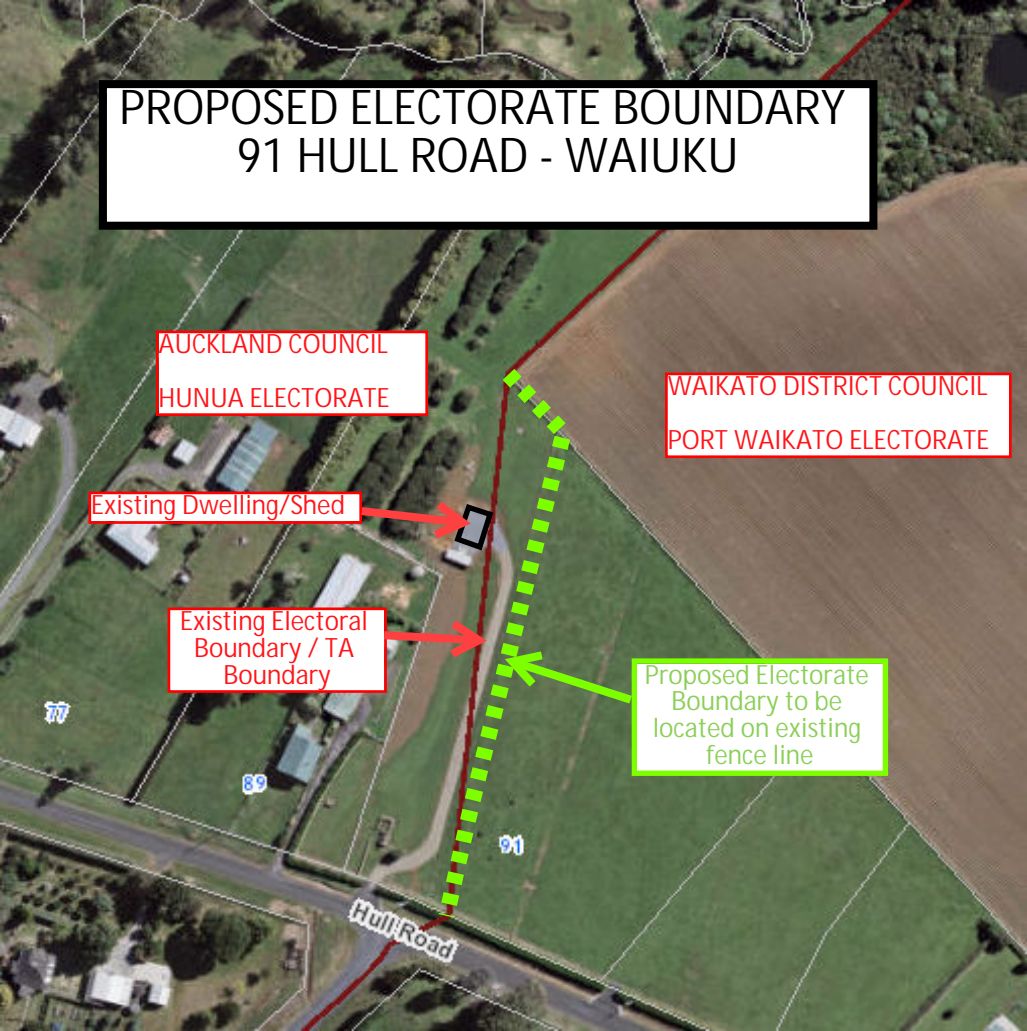 PROPOSED ELECTORATE BOUNDARY
91 HULL ROAD - WAIUKU
AUCKLAND COUNCIL
HUNUA ELECTORATE
WAIKATO DISTRICT COUNCIL
PORT WAIKATO ELECTORATE
Existing Dwelling/Shed
Existing Electoral
Boundary / TA
Boundary
Proposed Electorate
Boundary to be
located on existing
fence line
77
89
91
Hull Road